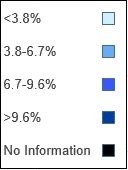 <3.8%
3.8-6.7%
6.7-9.6%
>9.6%
No Information